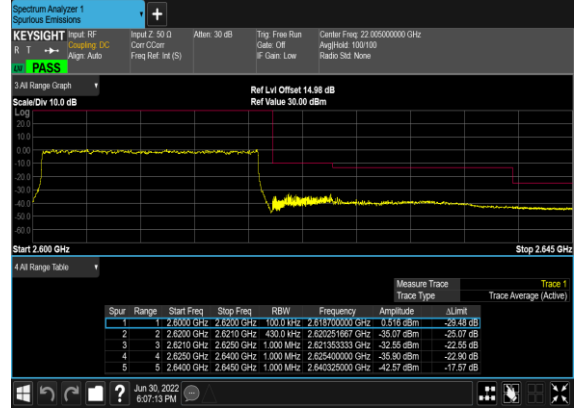 Spectrum Analyzer 1
Spurious Emissions
KEYSIGHT
R T
LW PASS
Input: RF
Coupling: DC
Align: Auto
Input Z: 50 Ω
Corr CCorr
Freq Ref: Int (S)
Atten: 30 dB
Trig: Free Run
Gate: Off
IF Gain: Low
Center Freq: 22.005000000 GHz
Avg|Hold: 100/100
Radio Std: None
3 All Range Graph
Scale/Div 10.0 dB
Ref Lvl Offset 14.98 dB
Ref Value 30.00 dBm
Log
20.0
10.0
0.00
-10.0
-20.0
-30.0
-40.0
-50.0
-60.0
Start 2.600 GHz
Stop 2.645 GHz
4 All Range Table
Measure Trace Trace 1
Trace Type Trace Average (Active)
Spur Range Start Freq Stop Freq RBW Frequency Amplitude ΔLimit
1 1 2.6000 GHz 2.6200 GHz 100.0 kHz 2.618700000 GHz 0.516 dBm -29.48 dB
2 2 2.6200 GHz 2.6210 GHz 430.0 kHz 2.620251667 GHz -35.07 dBm -25.07 dB
3 3 2.6210 GHz 2.6250 GHz 1.000 MHz 2.621353333 GHz -32.55 dBm -22.55 dB
4 4 2.6250 GHz 2.6400 GHz 1.000 MHz 2.625400000 GHz -35.90 dBm -22.90 dB
5 5 2.6400 GHz 2.6450 GHz 1.000 MHz 2.640325000 GHz -42.57 dBm -17.57 dB
Jun 30, 2022
6:07:13 PM